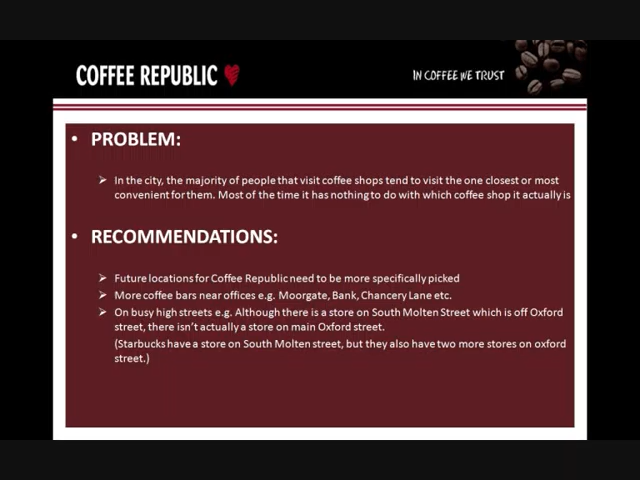 COFFEE REPUBLIC
IN COFFEE WE TRUST
• PROBLEM:
➢ In the city, the majority of people that visit coffee shops tend to visit the one closest or most
convenient for them. Most of the time it has nothing to do with which coffee shop it actually is
• RECOMMENDATIONS:
➢ Future locations for Coffee Republic need to be more specifically picked
➢ More coffee bars near offices e.g. Moorgate, Bank, Chancery Lane etc.
➢ On busy high streets e.g. Although there is a store on South Molten Street which is off Oxford
street, there isn't actually a store on main Oxford street.
(Starbucks have a store on South Molten street, but they also have two more stores on oxford
street.)